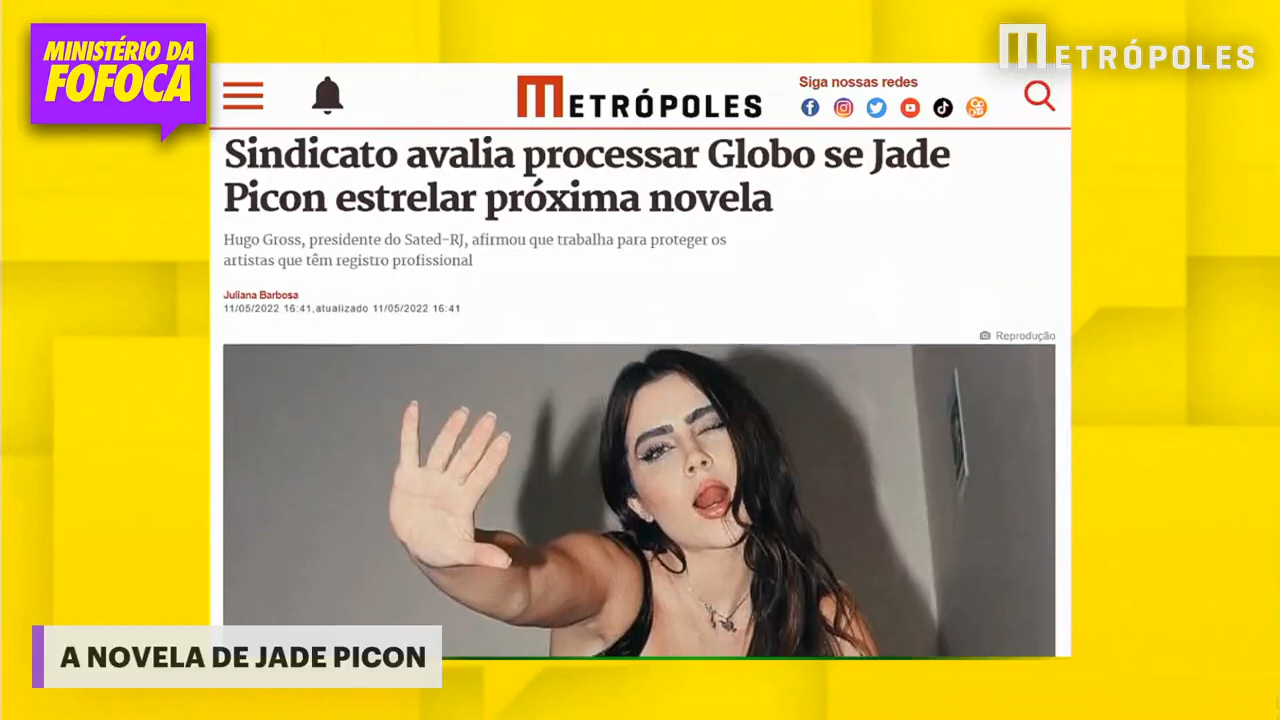 MINISTÉRIO DA
FOFOCA
METRÓPOLES
METRÓPOLES
Siga nossas redes
Sindicato avalia processar Globo se Jade
Picon estrelar próxima novela
Hugo Gross, presidente do Sated-RJ, afirmou que trabalha para proteger os
artistas que têm registro profissional
Juliana Barbosa
11/05/2022 16:41,atualizado 11/05/2022 16:41
Reprodução
A NOVELA DE JADE PICON